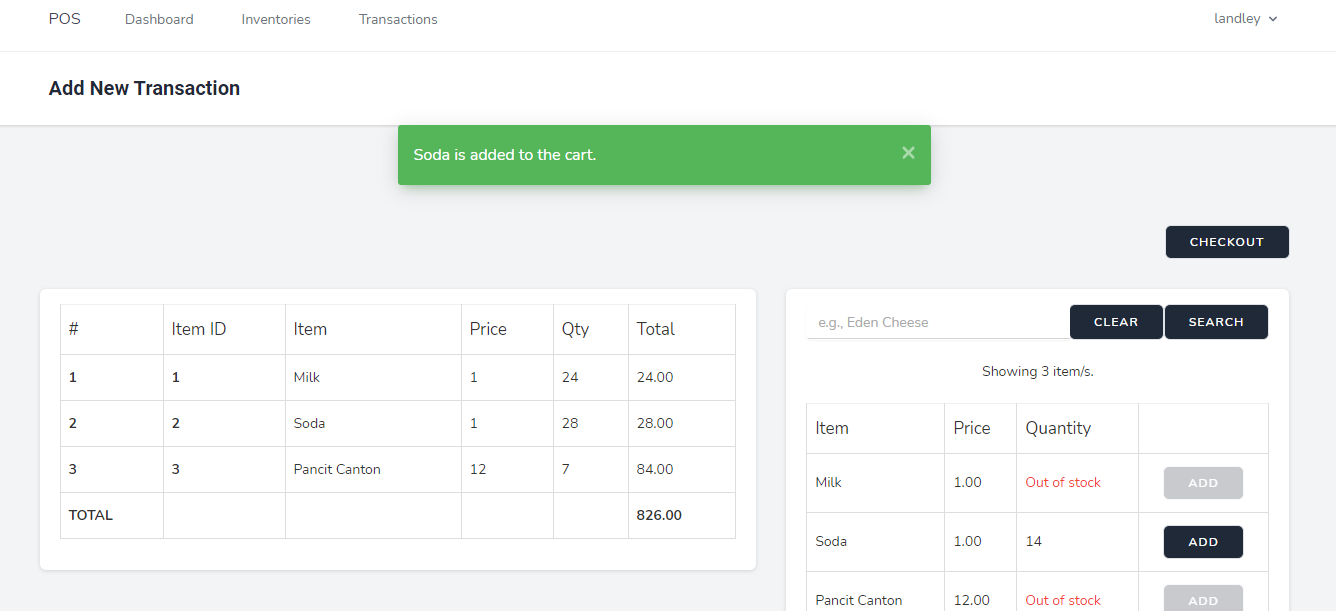 POS Dashboard Inventories Transactions landley
Add New Transaction
Soda is added to the cart. ×
CHECKOUT
# Item ID Item Price Qty Total
1 1 Milk 1 24 24.00
2 2 Soda 1 28 28.00
3 3 Pancit Canton 12 7 84.00
TOTAL 826.00
e.g., Eden Cheese CLEAR SEARCH
Showing 3 item/s.
Item Price Quantity
Milk 1.00 Out of stock ADD
Soda 1.00 14 ADD
Pancit Canton 12.00 Out of stock ADD